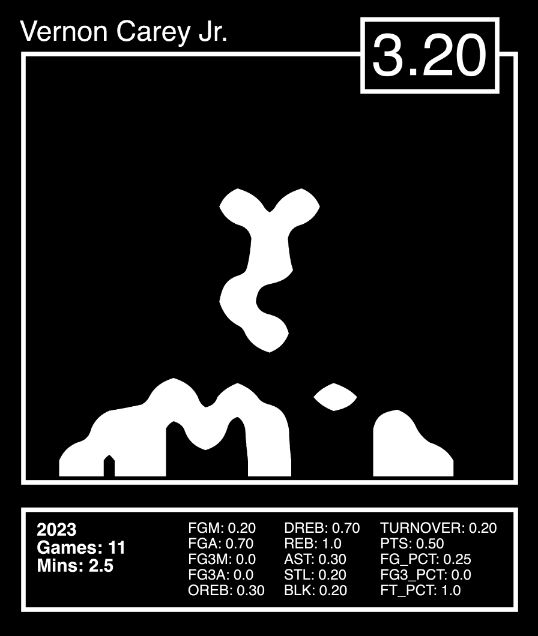 Vernon Carey Jr.
3.20
2023
Games: 11
Mins: 2.5
FGM: 0.20
FGA: 0.70
FG3M: 0.0
FG3A: 0.0
OREB: 0.30
DREB: 0.70
REB: 1.0
AST: 0.30
STL: 0.20
BLK: 0.20
TURNOVER: 0.20
PTS: 0.50
FG_PCT: 0.25
FG3_PCT: 0.0
FT_PCT: 1.0